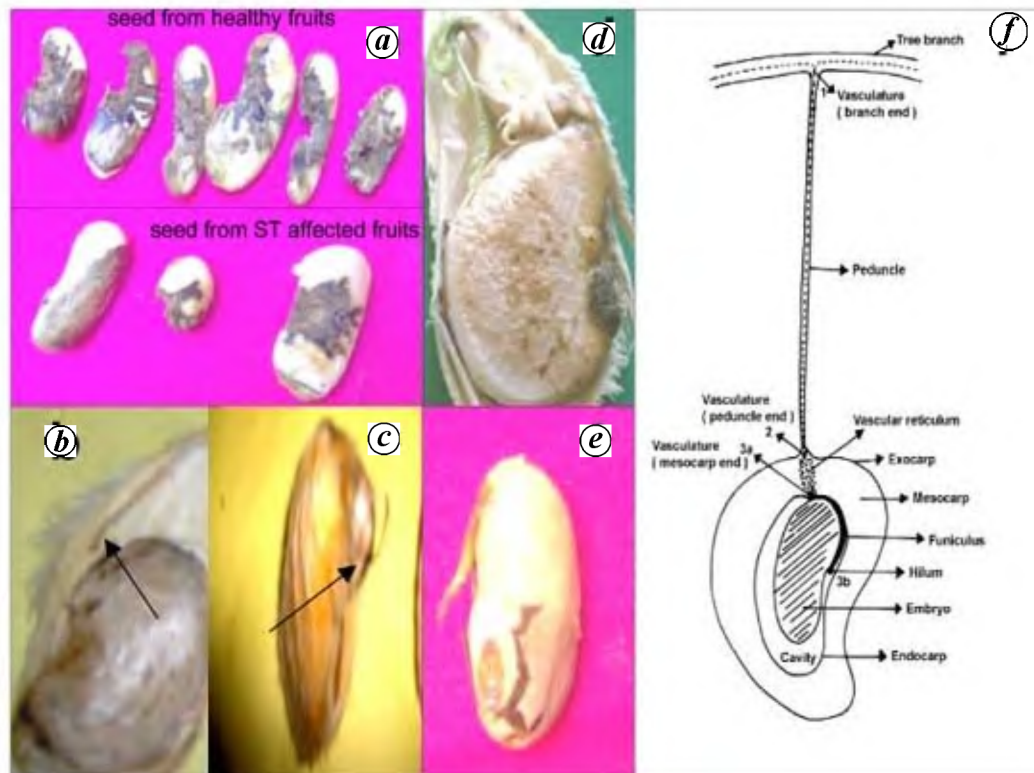 seed from healthy fruits
a
seed from ST affected fruits
b
c
d
e
f
Tree branch
1
Vasculature
( branch end )
Peduncle
Vasculature
( peduncle end )
2
Vascular reticulum
Vasculature
( mesocarp end )
3a
Exocarp
Mesocarp
Funiculus
Hilum
3b
Embryo
Cavity
Endocarp